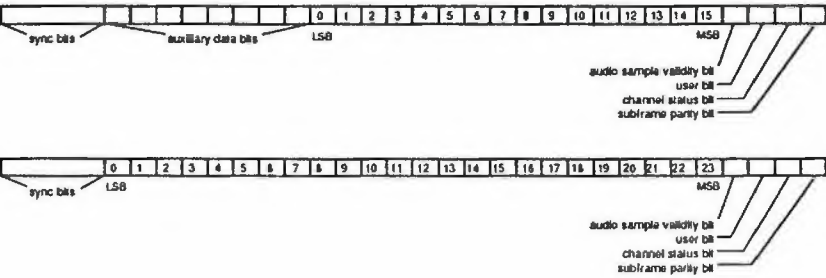 0 1 2 3 4 5 6 7 8 9 10 11 12 13 14 15
sync bits auxiliary data bits LSB MSB
audio sample validity bit
user bit
channel status bit
subframe parity bit
0 1 2 3 4 5 6 7 8 9 10 11 12 13 14 15 16 17 18 19 20 21 22 23
sync bits LSB MSB
audio sample validity bit
user bit
channel status bit
subframe parity bit